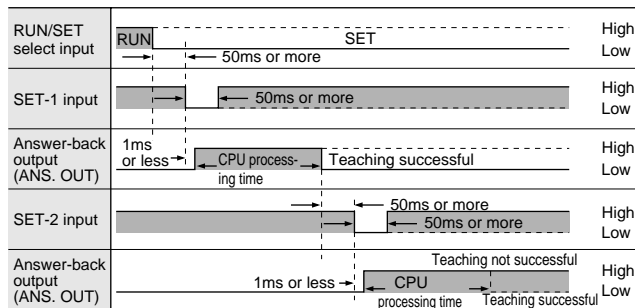 RUN/SET
select input
RUN
SET
High
Low
50ms or more
SET-1 input
50ms or more
High
Low
Answer-back
output
(ANS. OUT)
1ms
or less
CPU process-
ing time
Teaching successful
High
Low
SET-2 input
50ms or more
50ms or more
High
Low
Answer-back
output
(ANS. OUT)
1ms or less
CPU
processing time
Teaching not successful
Teaching successful
High
Low